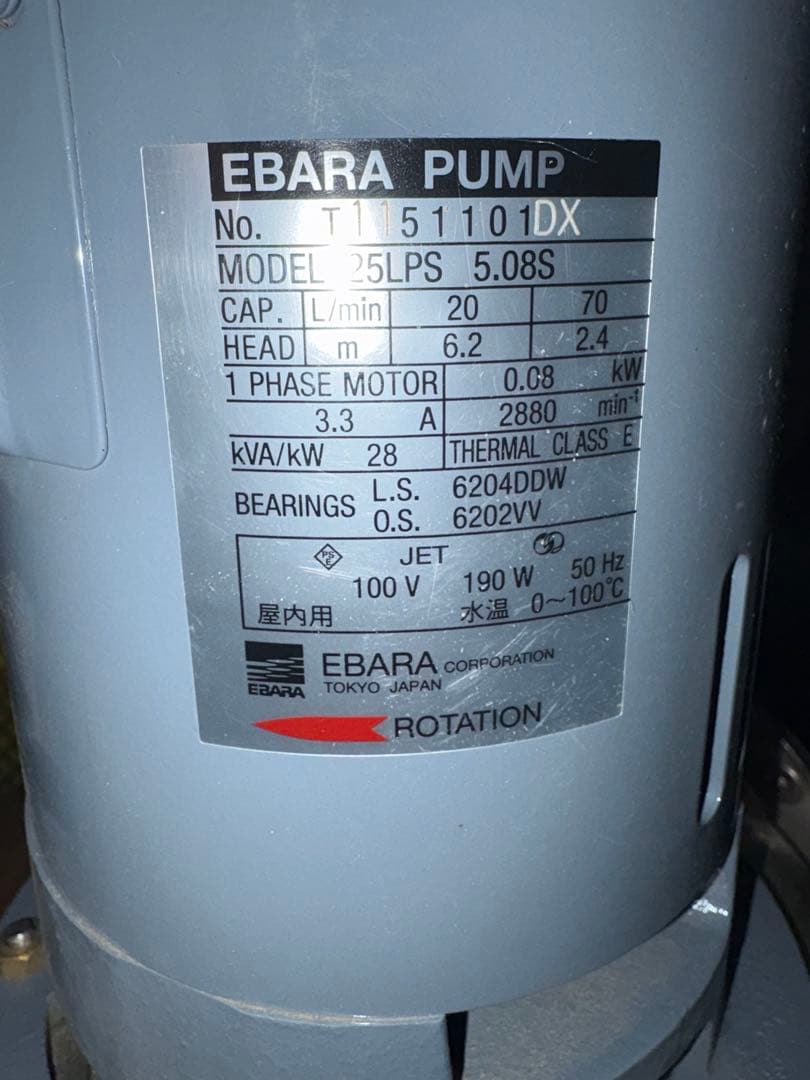 EBARA PUMP
No. T1151101DX
MODEL 25LPS 5.08S
CAP. L/min 20 70
HEAD m 6.2 2.4
1 PHASE MOTOR 0.08 kW
3.3 A 2880 min⁻¹
kVA/kW 28 THERMAL CLASS E
BEARINGS L.S. 6204DDW
O.S. 6202VV
PS E JET
100 V 190 W 50 Hz
屋内用 水温 0～100℃
EBARA EBARA CORPORATION
TOKYO JAPAN
ROTATION